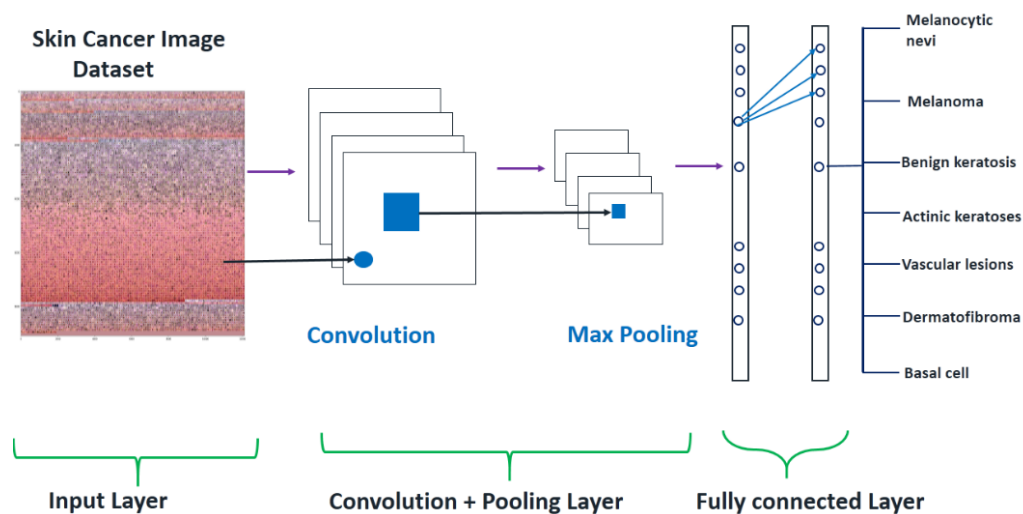 Skin Cancer Image
Dataset
Convolution
Max Pooling
Melanocytic
nevi
Melanoma
Benign keratosis
Actinic keratoses
Vascular lesions
Dermatofibroma
Basal cell
Input Layer
Convolution + Pooling Layer
Fully connected Layer